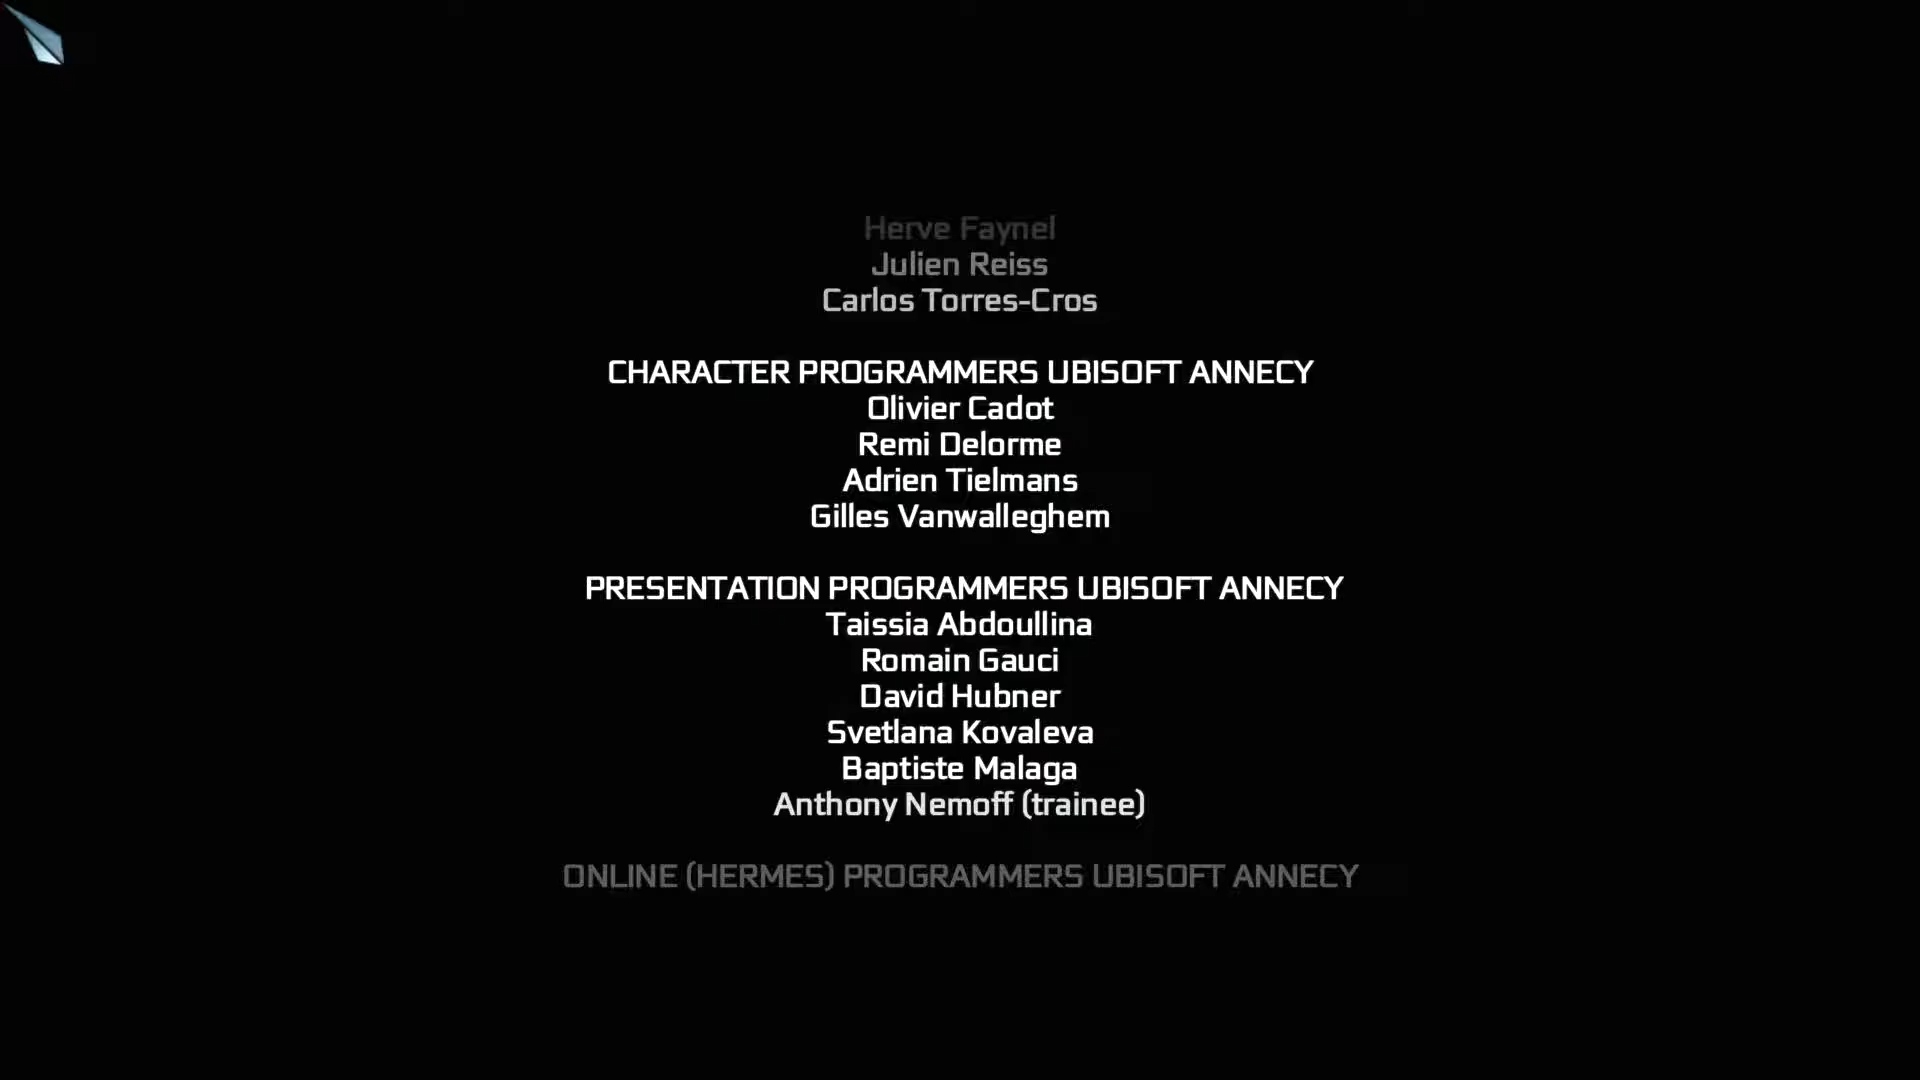 Herve Faynel
Julien Reiss
Carlos Torres-Cros
CHARACTER PROGRAMMERS UBISOFT ANNECY
Olivier Cadot
Remi Delorme
Adrien Tielmans
Gilles Vanwalleghem
PRESENTATION PROGRAMMERS UBISOFT ANNECY
Taissia Abdoullina
Romain Gauci
David Hubner
Svetlana Kovaleva
Baptiste Malaga
Anthony Nemoff (trainee)
ONLINE (HERMES) PROGRAMMERS UBISOFT ANNECY